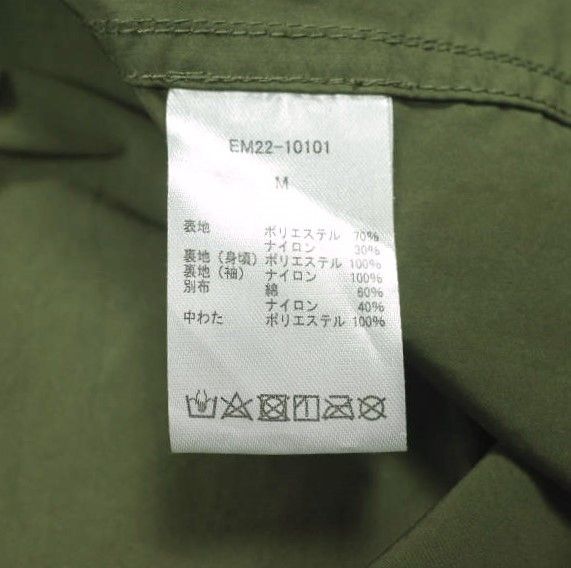 EM22-10101
M
表地 ポリエステル 70%
ナイロン 30%
裏地（身頃）ポリエステル 100%
裏地（袖）ナイロン 100%
別布 綿 60%
ナイロン 40%
中わた ポリエステル 100%